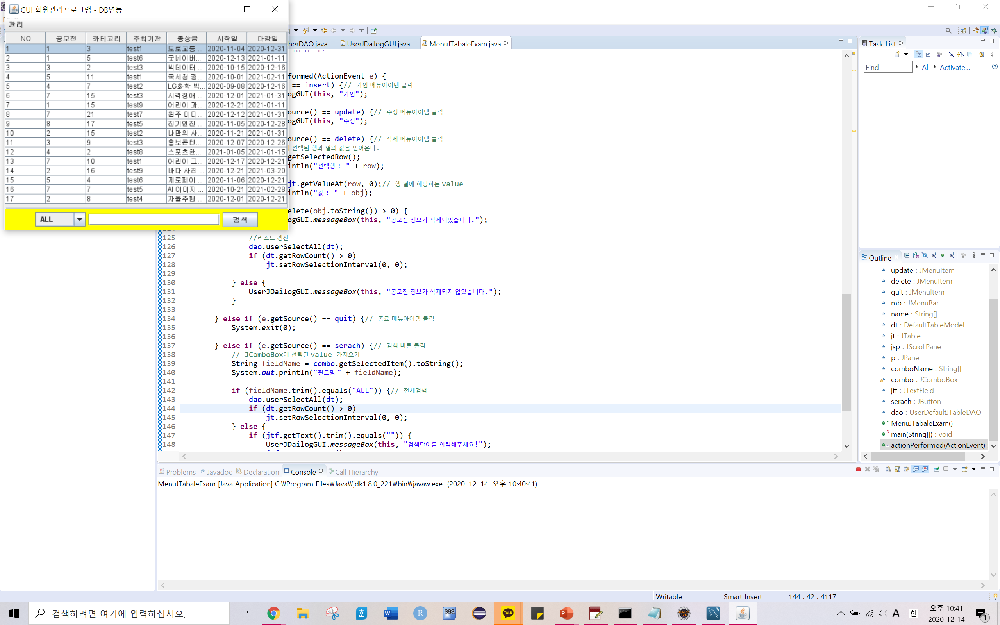 GUI 회원관리프로그램 - DB연동
관리
NO 공모전 카테고리 주최기관 총상금 시작일 마감일
1 1 3 test1 도로교통 ... 2020-11-04 2020-12-31
2 1 5 test6 굿네이버... 2020-12-13 2021-01-11
3 3 2 test3 빅데이터 ... 2020-10-15 2020-12-16
4 5 11 test1 국세청 경... 2020-10-01 2021-02-11
5 4 7 test2 LG화학 빅... 2020-09-08 2020-12-16
6 7 15 test3 시각장애 ... 2020-12-01 2021-01-31
7 1 15 test9 어린이 과... 2020-12-21 2021-01-11
8 7 21 test7 원주 미디... 2020-12-12 2021-01-31
9 8 17 test5 전기안전 ... 2020-11-05 2020-12-28
10 2 15 test2 나만의 사... 2020-11-21 2021-01-31
11 3 9 test3 홍보콘텐... 2020-12-07 2020-12-26
12 4 2 test8 스포츠한... 2021-01-05 2021-01-15
13 7 10 test1 어린이 그... 2020-12-17 2020-12-21
14 2 16 test9 바다 사진 ... 2020-12-21 2021-03-20
15 5 4 test6 제로페이 ... 2020-11-06 2020-12-21
16 7 7 test5 AI 이미지 ... 2020-10-21 2021-02-28
17 2 8 test4 자율주행 ... 2020-12-01 2020-12-21
ALL 검색
berDAO.java UserJDailogGUI.java MenuJTabaleExam.java
formed(ActionEvent e) {
== insert) {// 가입 메뉴아이템 클릭
ogGUI(this, "가입");
ource() == update) {// 수정 메뉴아이템 클릭
ogGUI(this, "수정");
ource() == delete) {// 삭제 메뉴아이템 클릭
선택된 행과 열의 값을 얻어온다.
getSelectedRow();
intln("선택행 : " + row);
jt.getValueAt(row, 0);// 행 열에 해당하는 value
intln("값 : " + obj);
elete(obj.toString()) > 0) {
ogGUI.messageBox(this, "공모전 정보가 삭제되었습니다.");
125 //리스트 갱신
126 dao.userSelectAll(dt);
127 if (dt.getRowCount() > 0)
128 jt.setRowSelectionInterval(0, 0);
129
130 } else {
131 UserJDailogGUI.messageBox(this, "공모전 정보가 삭제되지 않았습니다.");
132 }
133
134 } else if (e.getSource() == quit) {// 종료 메뉴아이템 클릭
135 System.exit(0);
136
137 } else if (e.getSource() == serach) {// 검색 버튼 클릭
138 // JComboBox에 선택된 value 가져오기
139 String fieldName = combo.getSelectedItem().toString();
140 System.out.println("필드명 " + fieldName);
141
142 if (fieldName.trim().equals("ALL")) {// 전체검색
143 dao.userSelectAll(dt);
144 if (dt.getRowCount() > 0)
145 jt.setRowSelectionInterval(0, 0);
146 } else {
147 if (jtf.getText().trim().equals("")) {
148 UserJDailogGUI.messageBox(this, "검색단어를 입력해주세요!");
Task List
Find All Activate...
Outline
update : JMenuItem
delete : JMenuItem
quit : JMenuItem
mb : JMenuBar
name : String[]
dt : DefaultTableModel
jt : JTable
jsp : JScrollPane
p : JPanel
comboName : String[]
combo : JComboBox
jtf : JTextField
serach : JButton
dao : UserDefaultJTableDAO
MenuJTabaleExam()
main(String[]) : void
actionPerformed(ActionEvent) :
Problems Javadoc Declaration Console Call Hierarchy
MenuJTabaleExam [Java Application] C:₩Program Files₩Java₩jdk1.8.0_221₩bin₩javaw.exe (2020. 12. 14. 오후 10:40:41)
Writable Smart Insert 144 : 42 : 4117
검색하려면 여기에 입력하십시오.
TALK
A 한 오후 10:41
2020-12-14
1